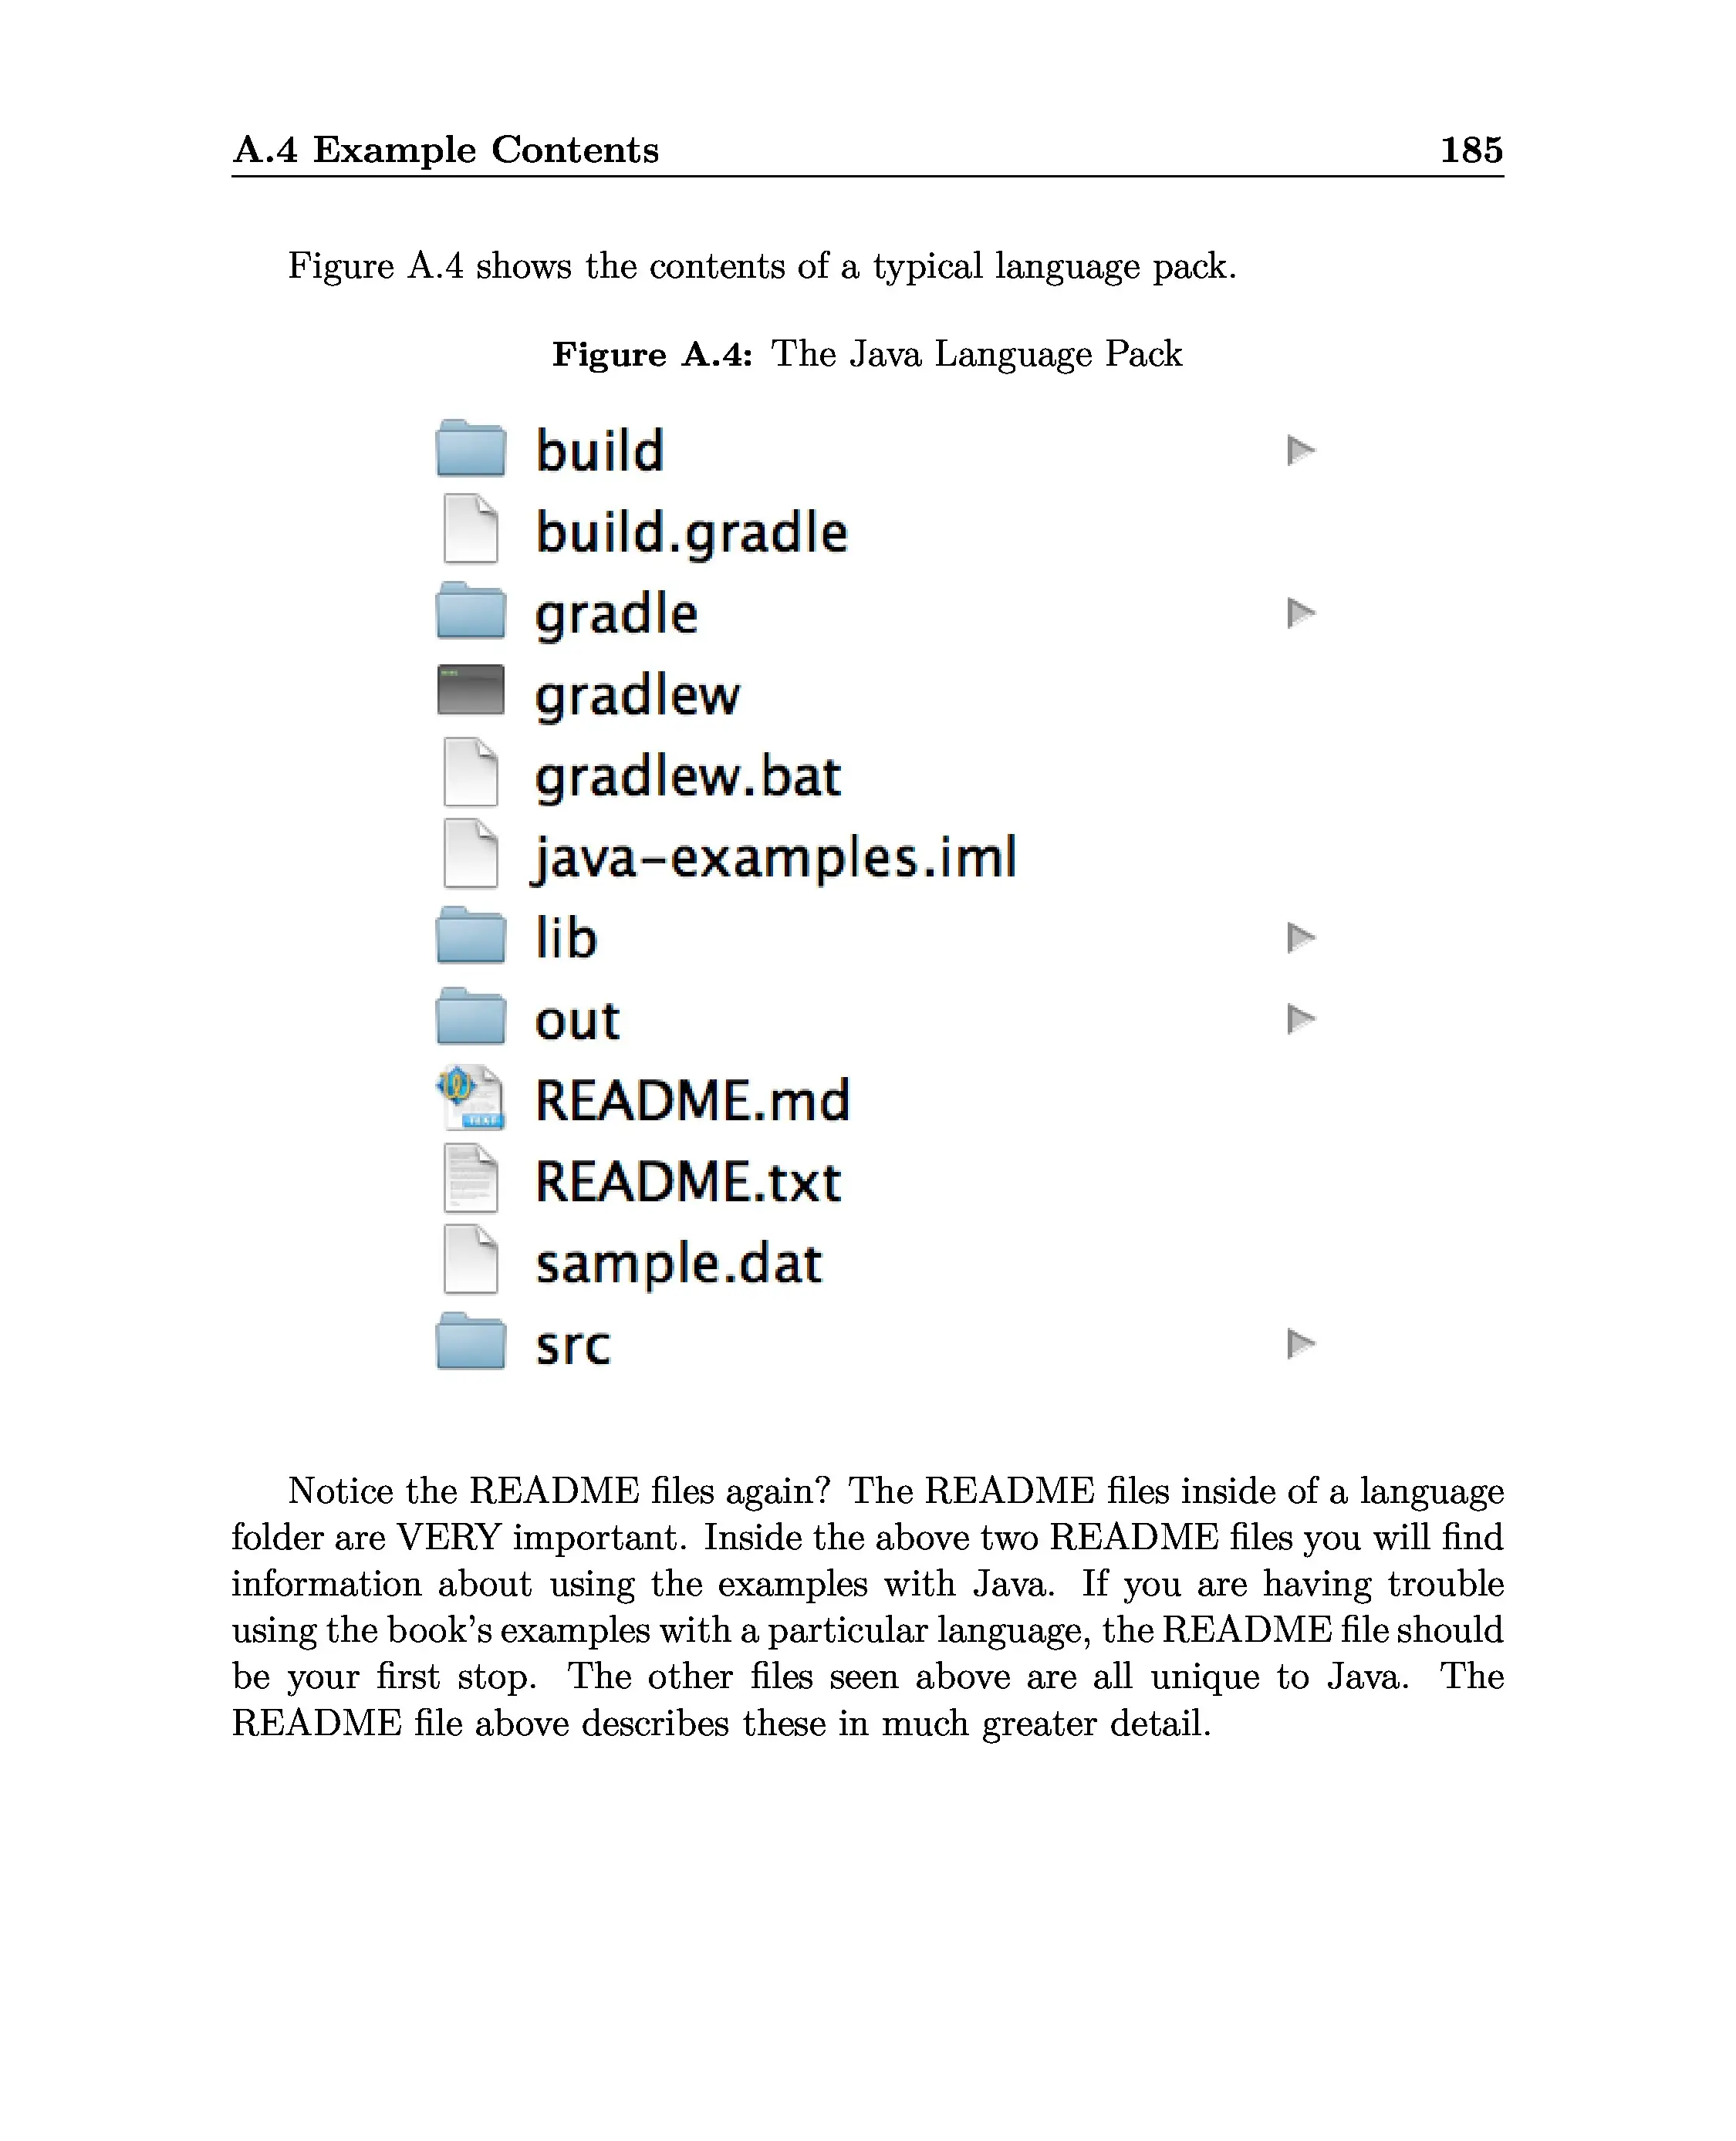 A.4 Example Contents 185
Figure A.4 shows the contents of a typical language pack.
Figure A.4: The Java Language Pack
build
build.gradle
gradle
gradlew
gradlew.bat
java-examples.iml
lib
out
README.md
README.txt
sample.dat
src
Notice the README files again? The README files inside of a language
folder are VERY important. Inside the above two README files you will find
information about using the examples with Java. If you are having trouble
using the book's examples with a particular language, the README file should
be your first stop. The other files seen above are all unique to Java. The
README file above describes these in much greater detail.